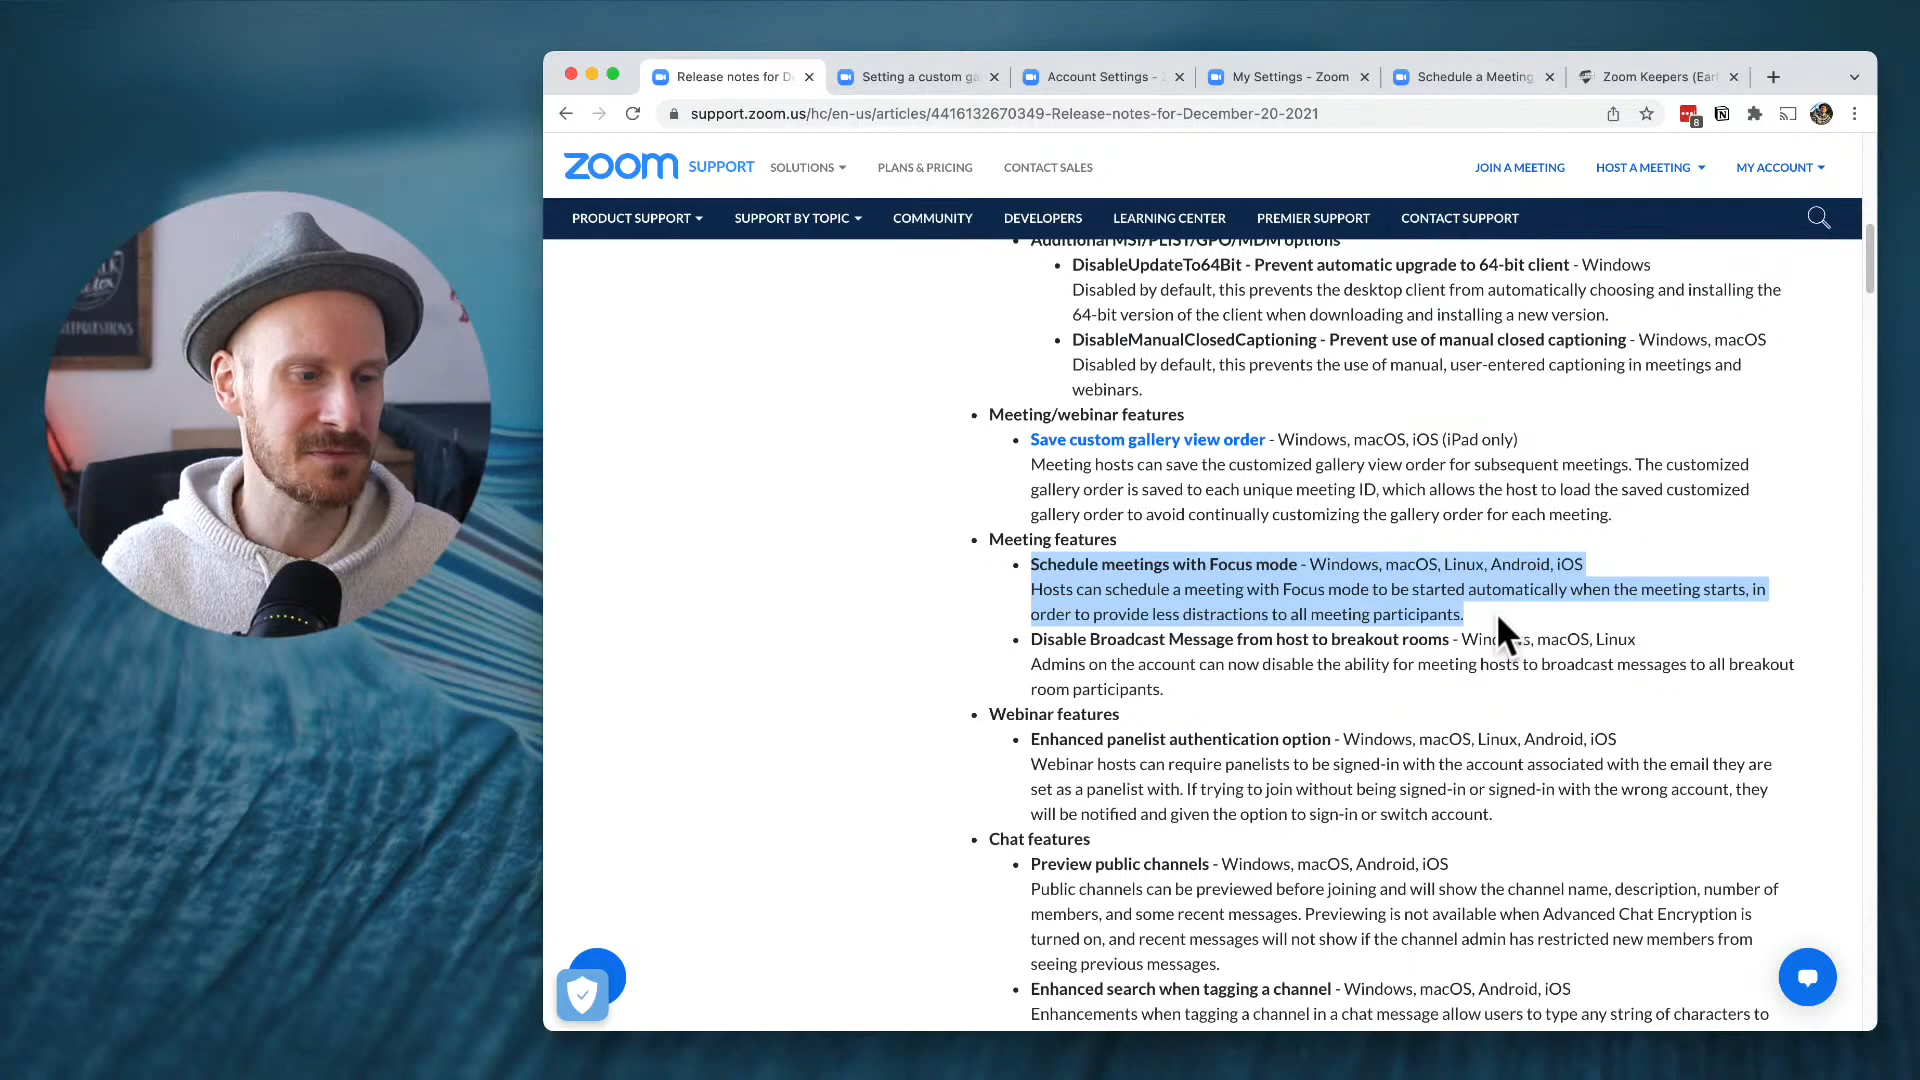 Release notes for D
Setting a custom ga
Account Settings -
My Settings - Zoom
Schedule a Meeting
Zoom Keepers (Earl
support.zoom.us/hc/en-us/articles/4416132670349-Release-notes-for-December-20-2021
8
zoom SUPPORT SOLUTIONS PLANS & PRICING CONTACT SALES JOIN A MEETING HOST A MEETING MY ACCOUNT
PRODUCT SUPPORT SUPPORT BY TOPIC COMMUNITY DEVELOPERS LEARNING CENTER PREMIER SUPPORT CONTACT SUPPORT
Additional MSI/PLIST/GPO/MDM options
DisableUpdateTo64Bit - Prevent automatic upgrade to 64-bit client - Windows
Disabled by default, this prevents the desktop client from automatically choosing and installing the
64-bit version of the client when downloading and installing a new version.
DisableManualClosedCaptioning - Prevent use of manual closed captioning - Windows, macOS
Disabled by default, this prevents the use of manual, user-entered captioning in meetings and
webinars.
Meeting/webinar features
Save custom gallery view order - Windows, macOS, iOS (iPad only)
Meeting hosts can save the customized gallery view order for subsequent meetings. The customized
gallery order is saved to each unique meeting ID, which allows the host to load the saved customized
gallery order to avoid continually customizing the gallery order for each meeting.
Meeting features
Schedule meetings with Focus mode - Windows, macOS, Linux, Android, iOS
Hosts can schedule a meeting with Focus mode to be started automatically when the meeting starts, in
order to provide less distractions to all meeting participants.
Disable Broadcast Message from host to breakout rooms - Windows, macOS, Linux
Admins on the account can now disable the ability for meeting hosts to broadcast messages to all breakout
room participants.
Webinar features
Enhanced panelist authentication option - Windows, macOS, Linux, Android, iOS
Webinar hosts can require panelists to be signed-in with the account associated with the email they are
set as a panelist with. If trying to join without being signed-in or signed-in with the wrong account, they
will be notified and given the option to sign-in or switch account.
Chat features
Preview public channels - Windows, macOS, Android, iOS
Public channels can be previewed before joining and will show the channel name, description, number of
members, and some recent messages. Previewing is not available when Advanced Chat Encryption is
turned on, and recent messages will not show if the channel admin has restricted new members from
seeing previous messages.
Enhanced search when tagging a channel - Windows, macOS, Android, iOS
Enhancements when tagging a channel in a chat message allow users to type any string of characters to